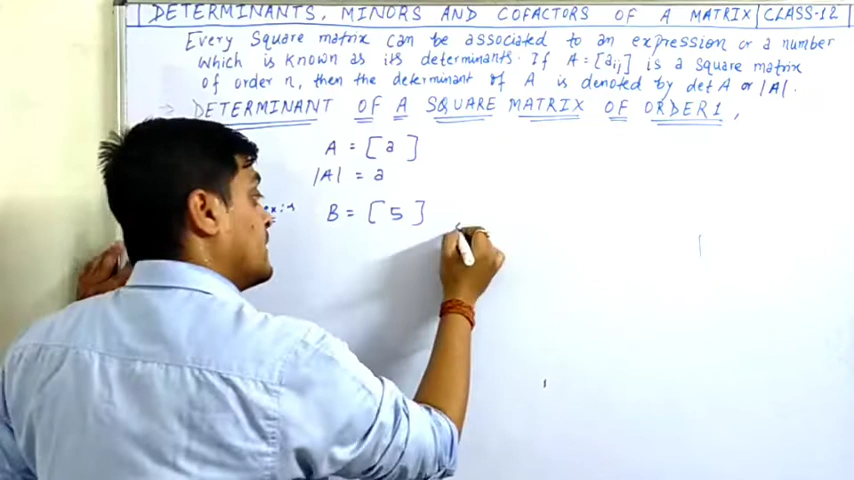 DETERMINANTS, MINORS AND COFACTORS OF A MATRIX | CLASS-12
Every square matrix can be associated to an expression or a number
which is known as its determinants. If A = [aij] is a square matrix
of order n, then the determinant of A is denoted by det A or |A|.
→ DETERMINANT OF A SQUARE MATRIX OF ORDER 1,
A = [a]
|A| = a
ex:→ B = [5]